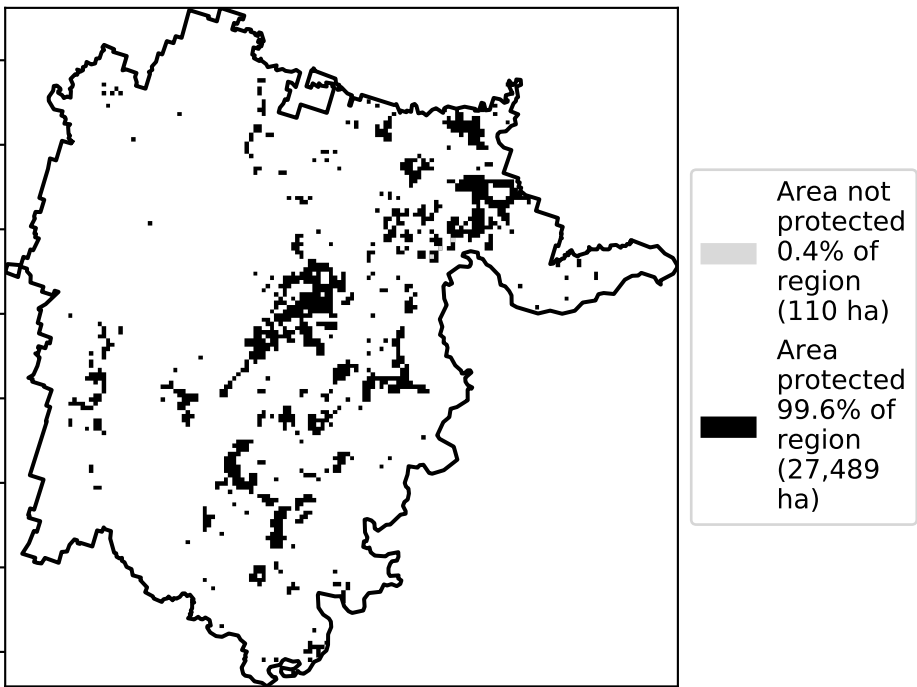 Area not
protected
0.4% of
region
(110 ha)
Area
protected
99.6% of
region
(27,489
ha)